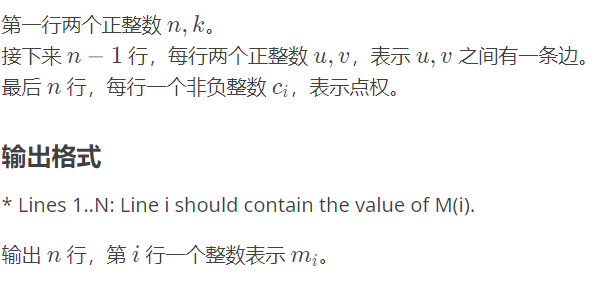 第一行两个正整数 n, k。
接下来 n − 1 行，每行两个正整数 u, v，表示 u, v 之间有一条边。
最后 n 行，每行一个非负整数 cᵢ，表示点权。
输出格式
* Lines 1..N: Line i should contain the value of M(i).
输出 n 行，第 i 行一个整数表示 mᵢ。